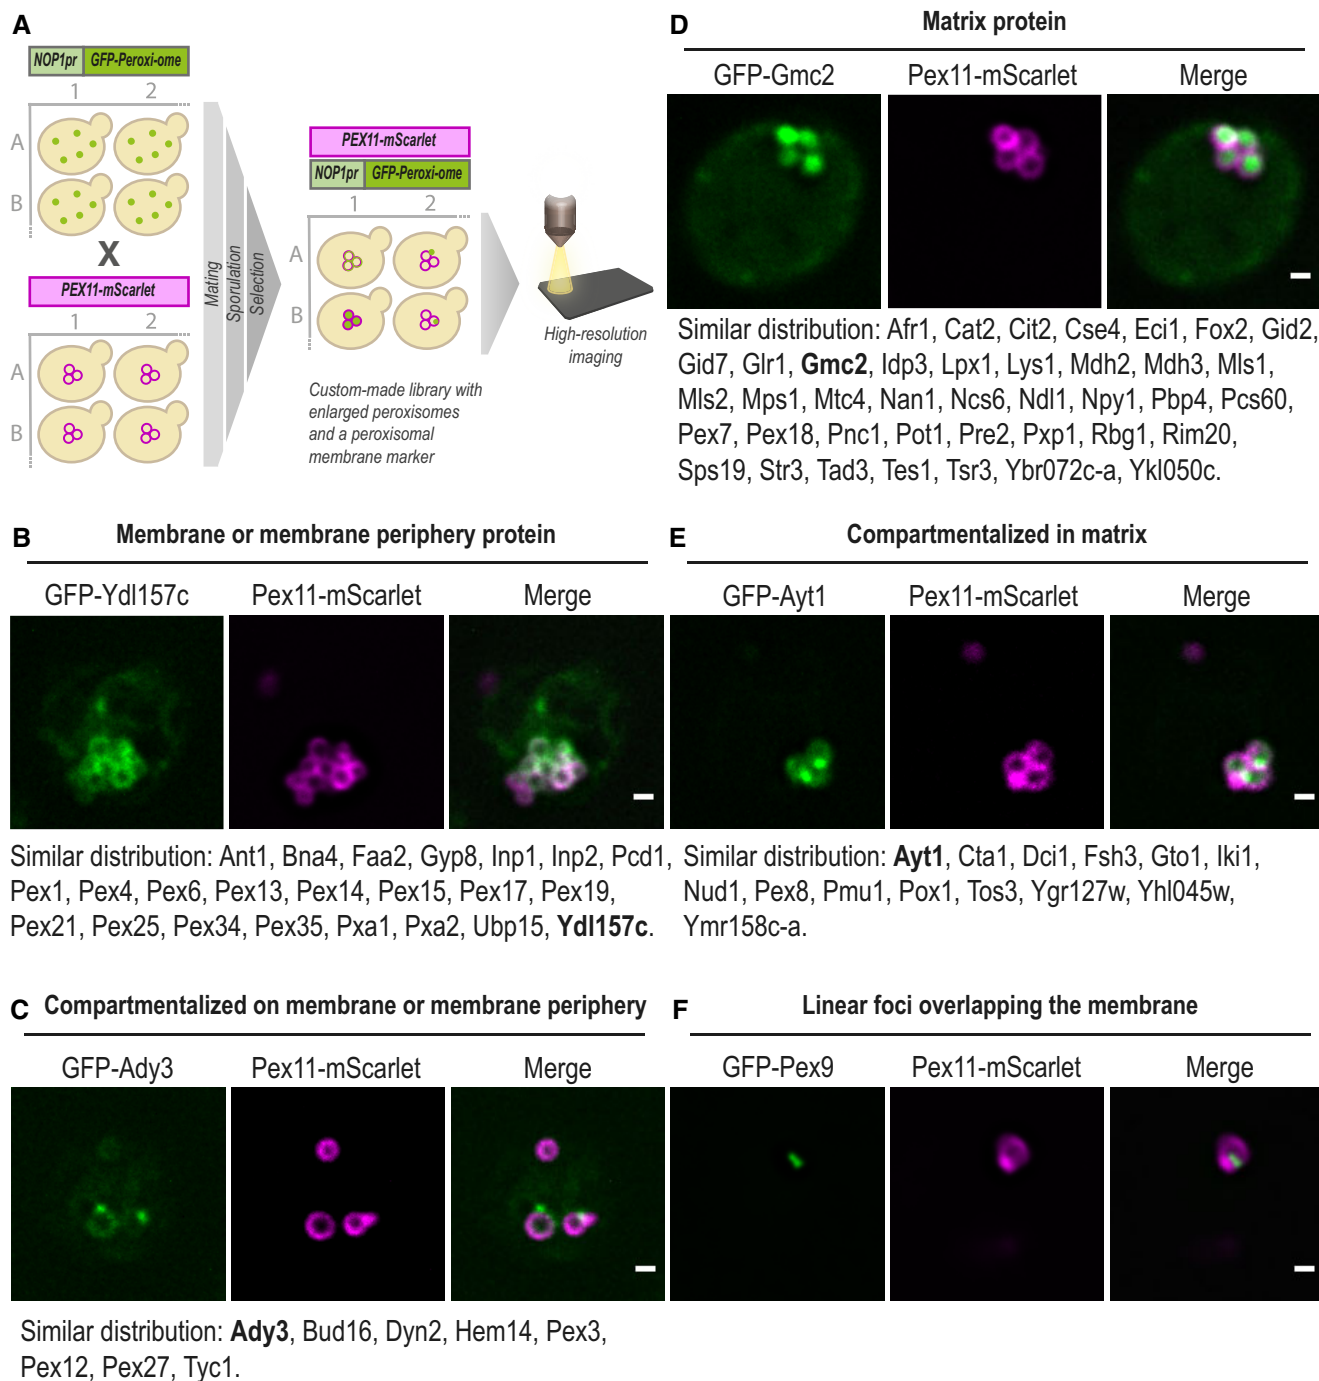 A
NOP1pr GFP-Peroxi-ome
1 2
A
B
X
PEX11-mScarlet
1 2
A
B
Mating
Sporulation
Selection
PEX11-mScarlet
NOP1pr GFP-Peroxi-ome
1 2
A
B
Custom-made library with
enlarged peroxisomes
and a peroxisomal
membrane marker
High-resolution
imaging
B Membrane or membrane periphery protein
GFP-Ydl157c Pex11-mScarlet Merge
Similar distribution: Ant1, Bna4, Faa2, Gyp8, Inp1, Inp2, Pcd1,
Pex1, Pex4, Pex6, Pex13, Pex14, Pex15, Pex17, Pex19,
Pex21, Pex25, Pex34, Pex35, Pxa1, Pxa2, Ubp15, Ydl157c.
C Compartmentalized on membrane or membrane periphery
GFP-Ady3 Pex11-mScarlet Merge
Similar distribution: Ady3, Bud16, Dyn2, Hem14, Pex3,
Pex12, Pex27, Tyc1.
D Matrix protein
GFP-Gmc2 Pex11-mScarlet Merge
Similar distribution: Afr1, Cat2, Cit2, Cse4, Eci1, Fox2, Gid2,
Gid7, Glr1, Gmc2, Idp3, Lpx1, Lys1, Mdh2, Mdh3, Mls1,
Mls2, Mps1, Mtc4, Nan1, Ncs6, Ndl1, Npy1, Pbp4, Pcs60,
Pex7, Pex18, Pnc1, Pot1, Pre2, Pxp1, Rbg1, Rim20,
Sps19, Str3, Tad3, Tes1, Tsr3, Ybr072c-a, Ykl050c.
E Compartmentalized in matrix
GFP-Ayt1 Pex11-mScarlet Merge
Similar distribution: Ayt1, Cta1, Dci1, Fsh3, Gto1, Iki1,
Nud1, Pex8, Pmu1, Pox1, Tos3, Ygr127w, Yhl045w,
Ymr158c-a.
F Linear foci overlapping the membrane
GFP-Pex9 Pex11-mScarlet Merge